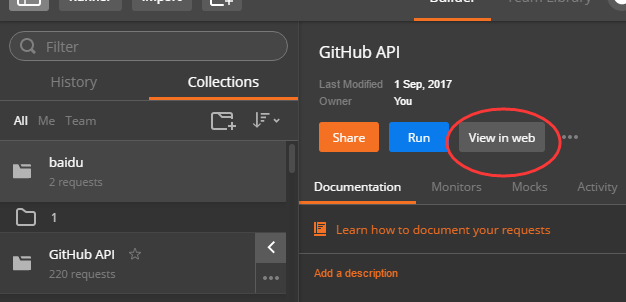 Runner
Import
Builder
Team Library
Filter
History
Collections
All Me Team
baidu
2 requests
1
GitHub API
220 requests
GitHub API
Last Modified 1 Sep, 2017
Owner You
Share
Run
View in web
Documentation
Monitors
Mocks
Activity
Learn how to document your requests
Add a description